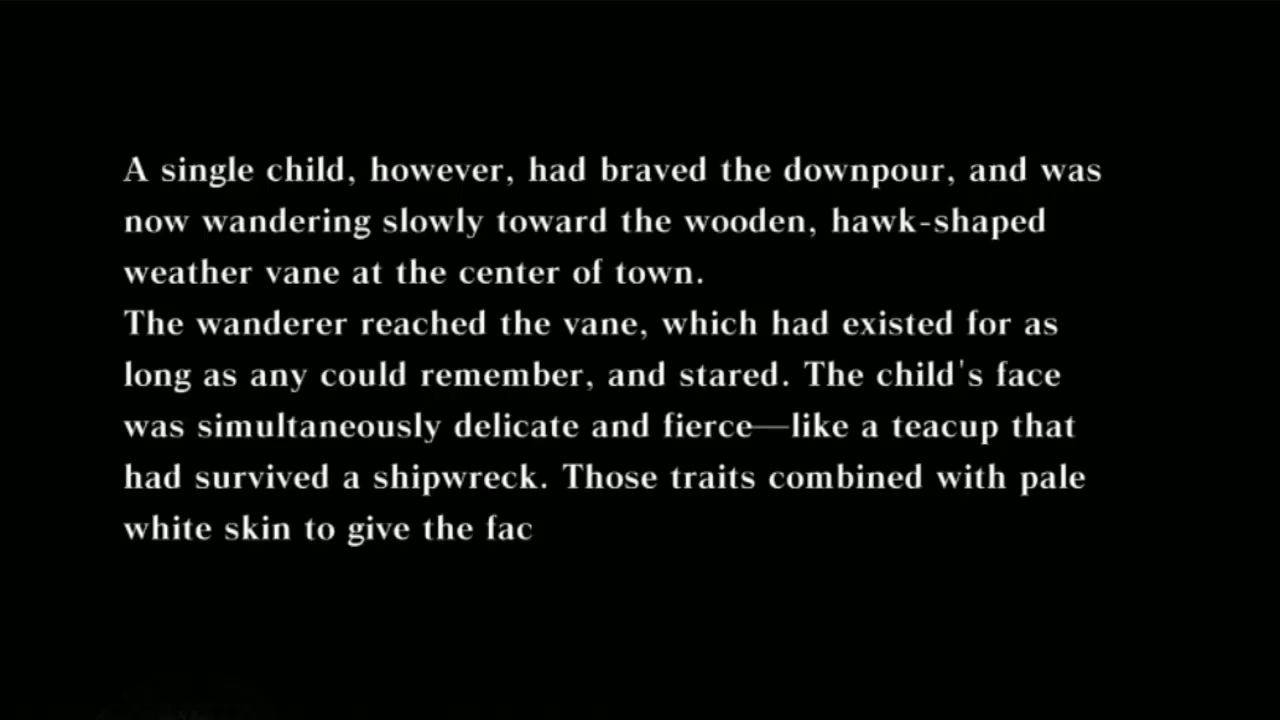 A single child, however, had braved the downpour, and was
now wandering slowly toward the wooden, hawk-shaped
weather vane at the center of town.
The wanderer reached the vane, which had existed for as
long as any could remember, and stared. The child's face
was simultaneously delicate and fierce—like a teacup that
had survived a shipwreck. Those traits combined with pale
white skin to give the fac